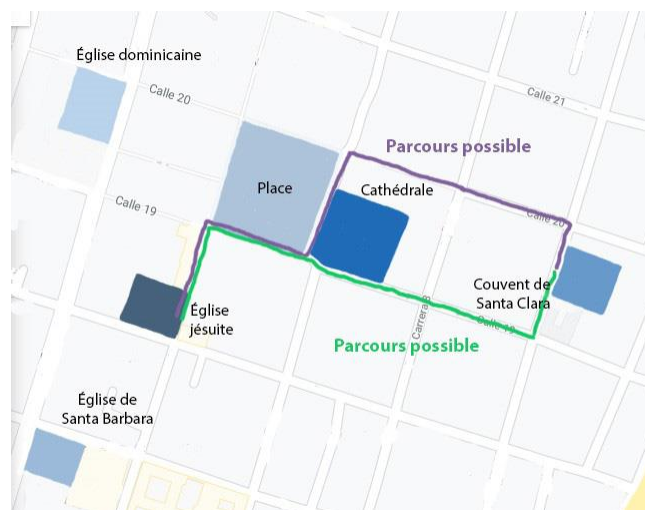 Église dominicaine
Calle 20
Calle 21
Parcours possible
Place
Cathédrale
Calle 19
Calle 20
Couvent de
Santa Clara
Carrera 8
Calle 19
Église
jésuite
Parcours possible
Église de
Santa Barbara